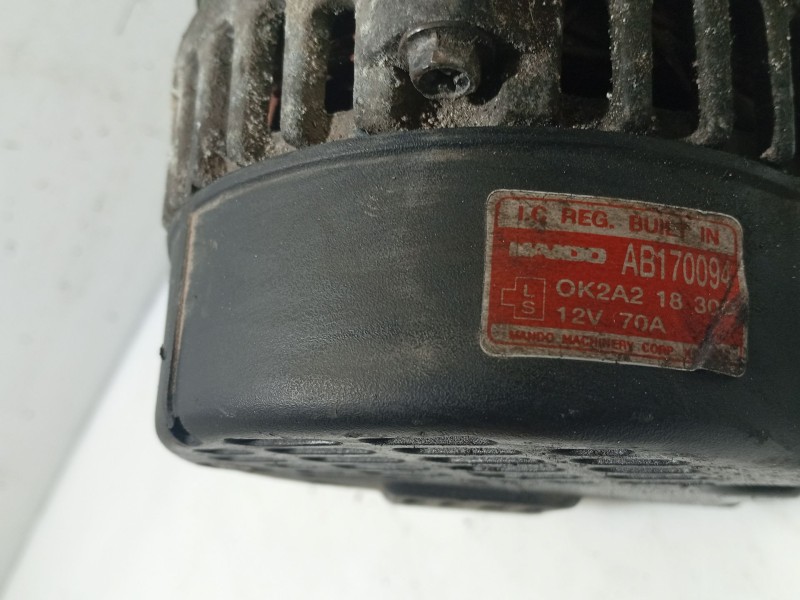 I.C REG. BUILT IN
MANDO AB170094
L OK2A2 18 30
S 12V 70A
MANDO MACHINERY CORP.